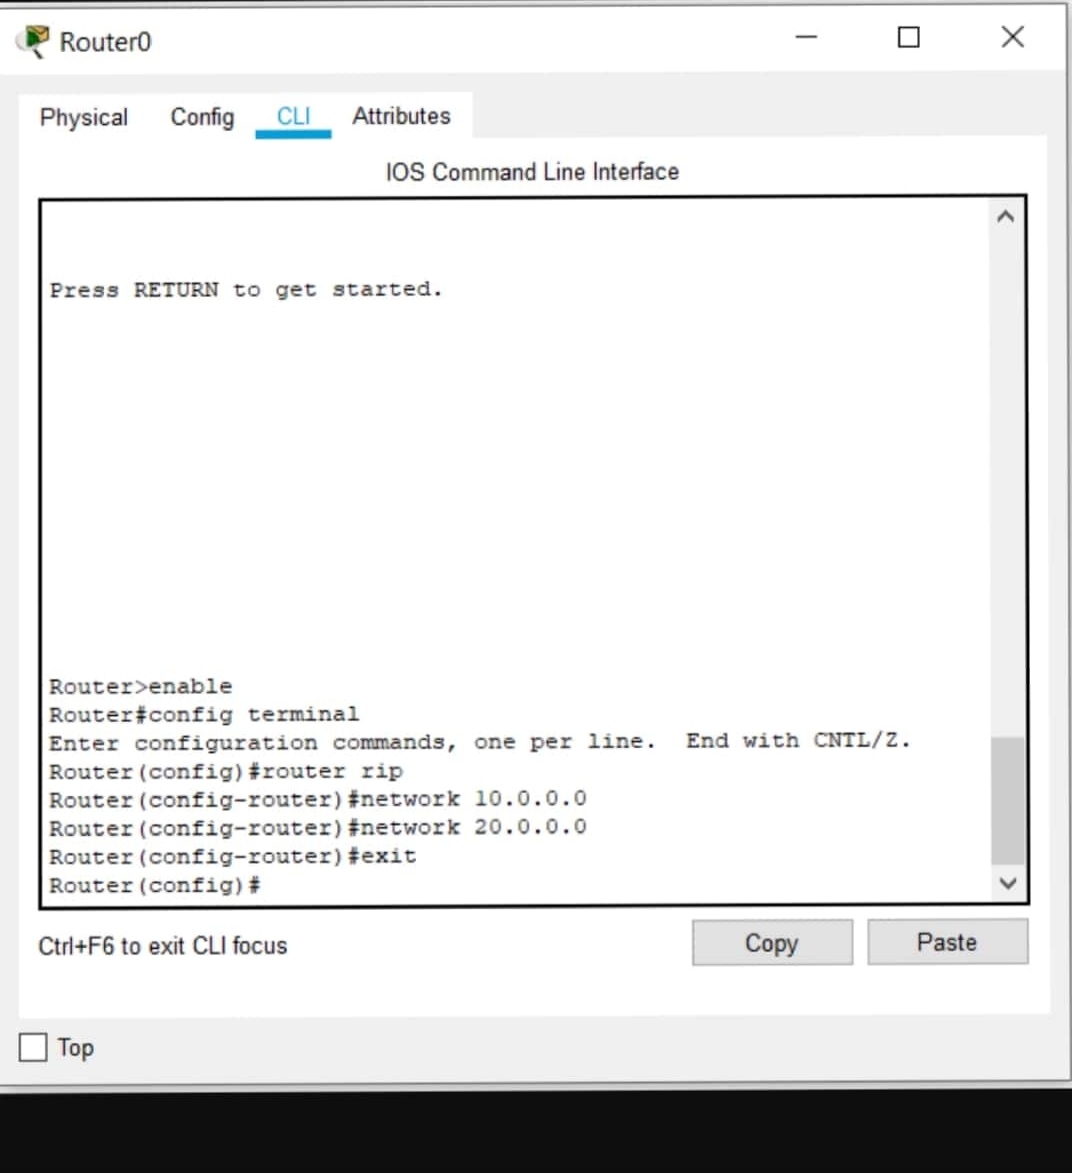 Router0
Physical Config CLI Attributes
IOS Command Line Interface
Press RETURN to get started.
Router>enable
Router#config terminal
Enter configuration commands, one per line.  End with CNTL/Z.
Router(config)#router rip
Router(config-router)#network 10.0.0.0
Router(config-router)#network 20.0.0.0
Router(config-router)#exit
Router(config)#
Ctrl+F6 to exit CLI focus
Copy Paste
Top